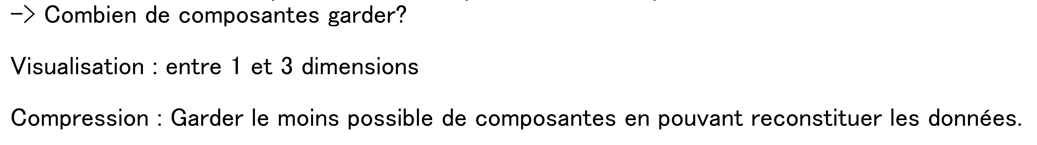 -> Combien de composantes garder?
Visualisation : entre 1 et 3 dimensions
Compression : Garder le moins possible de composantes en pouvant reconstituer les données.